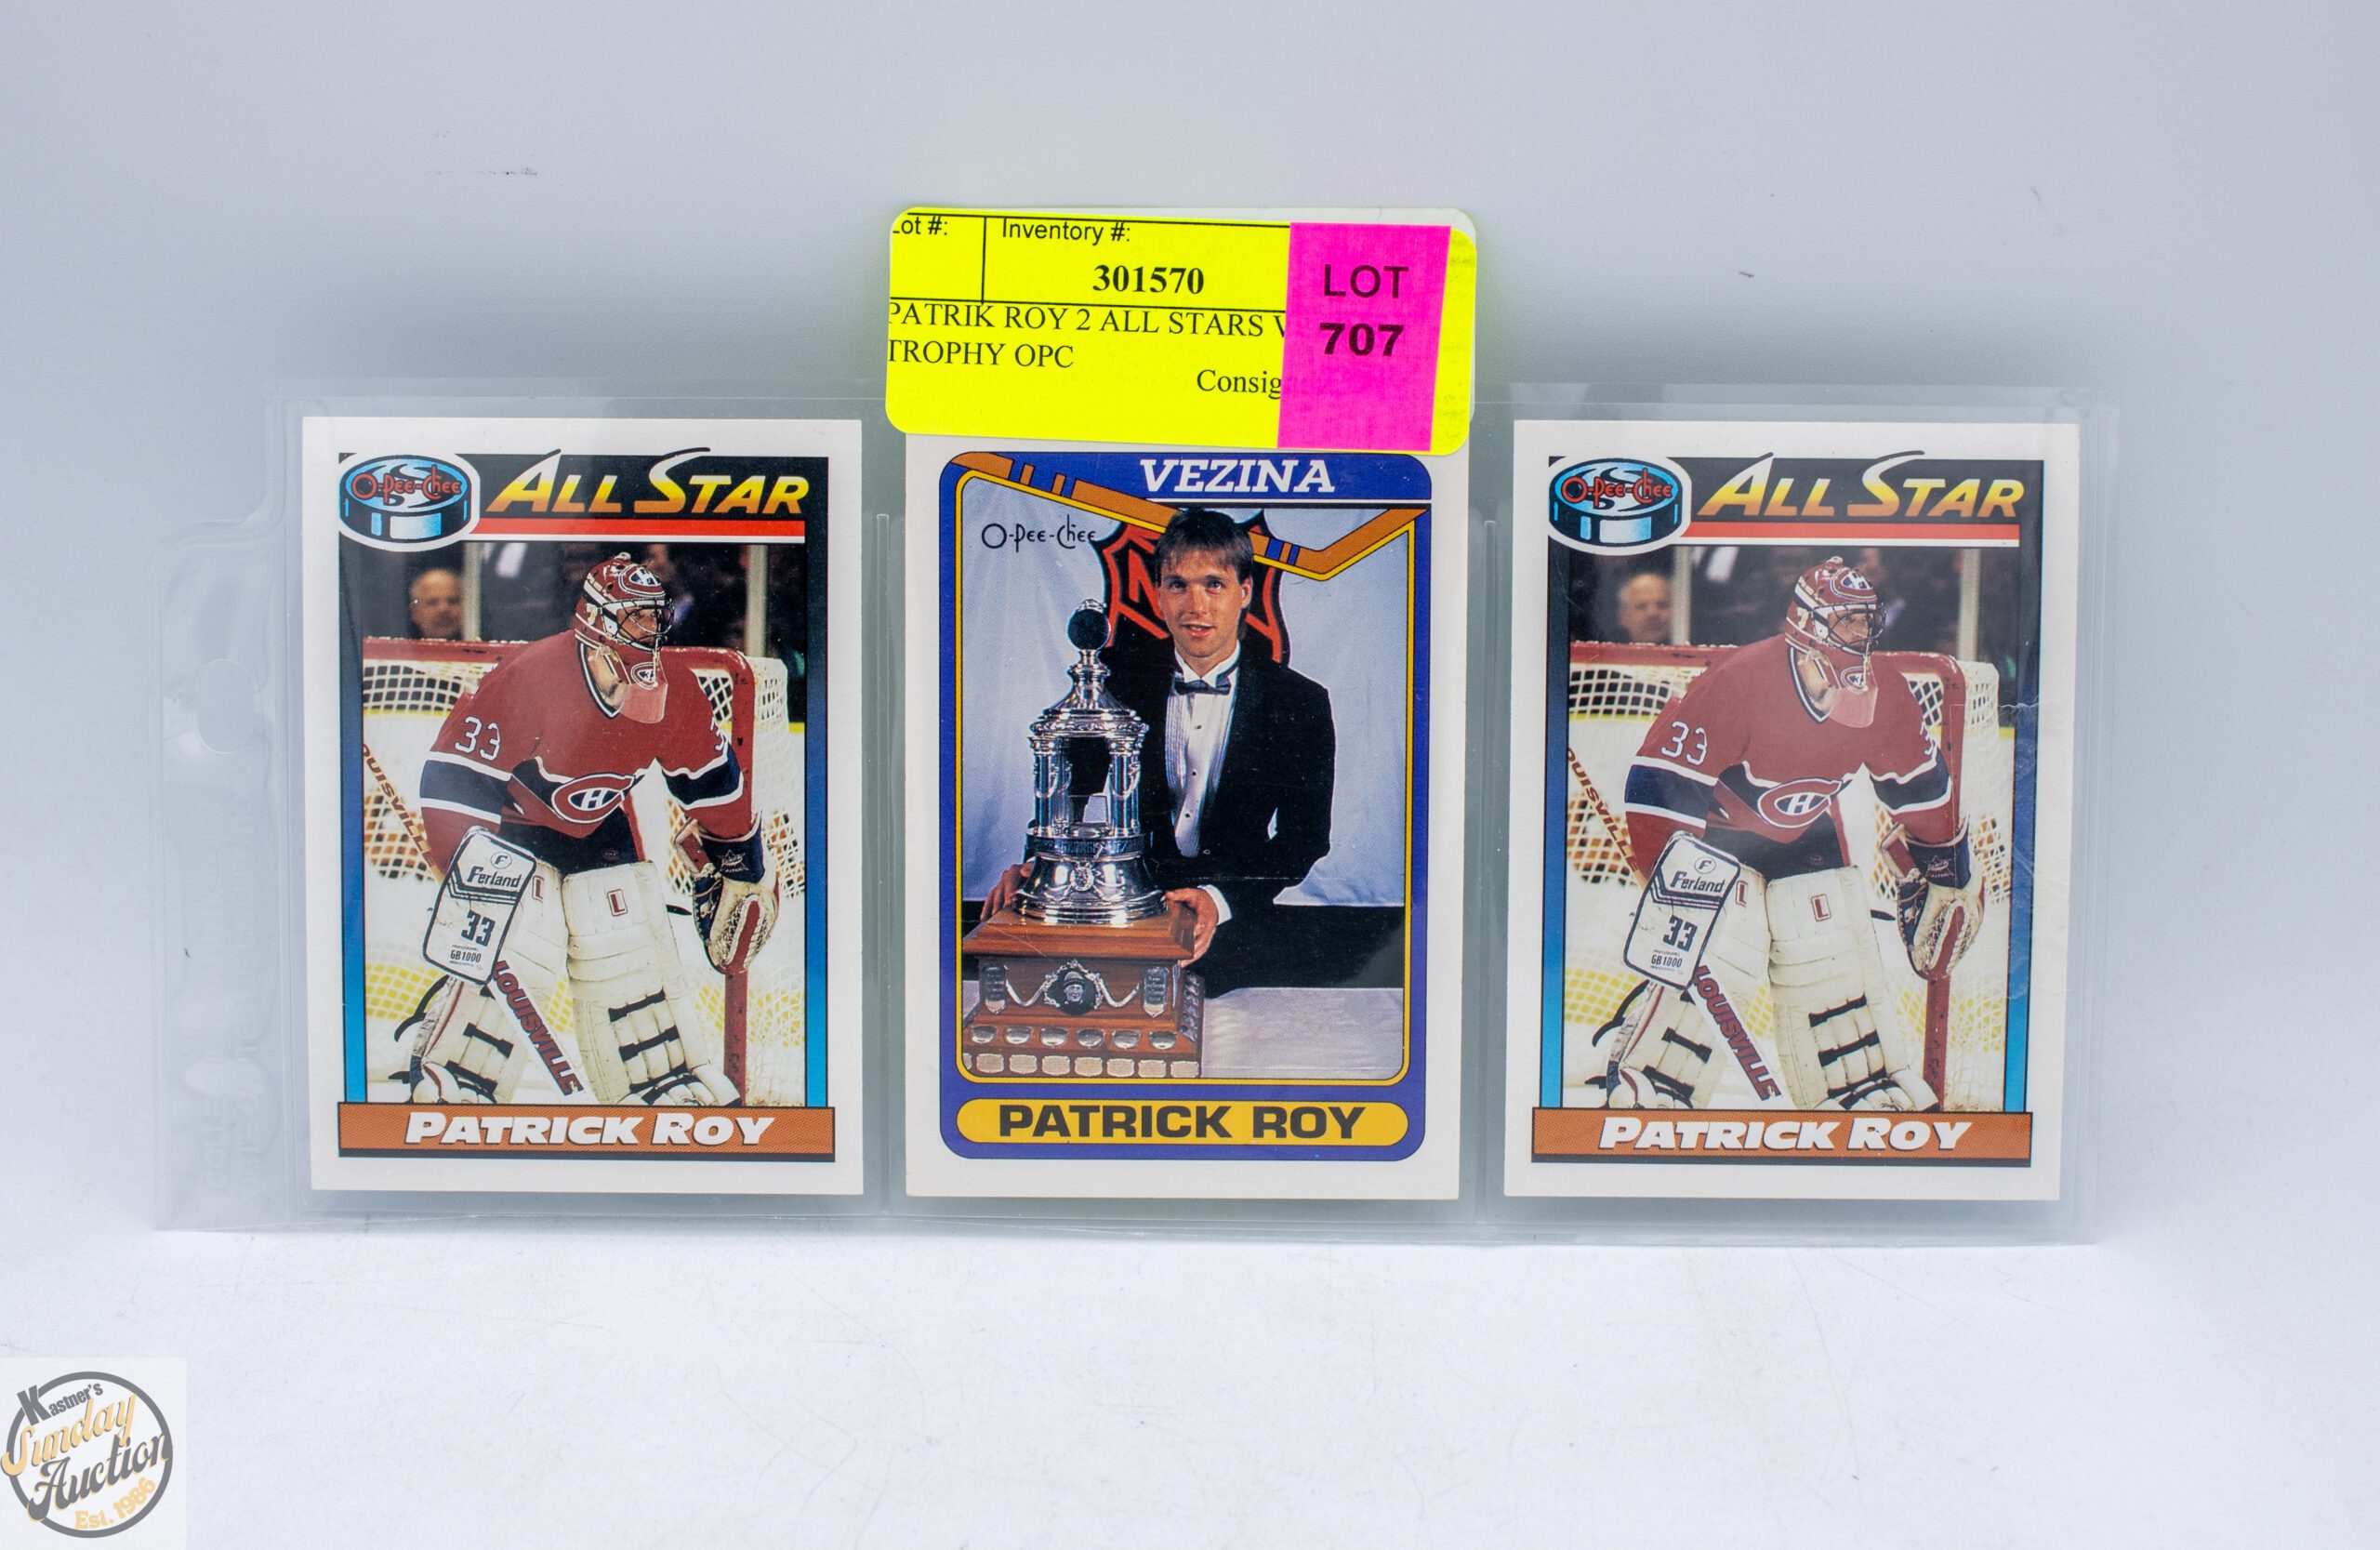 Lot #:
Inventory #:
301570
LOT
707
PATRIK ROY 2 ALL STARS V
TROPHY OPC
Consig
O-Pee-Chee
ALL STAR
33
Ferland
33
GB1000
LOUISVILLE
PATRICK ROY
VEZINA
O-Pee-Chee
PATRICK ROY
O-Pee-Chee
ALL STAR
33
Ferland
33
GB1000
LOUISVILLE
PATRICK ROY
Kastner's
Sunday
Auction
Est. 1986